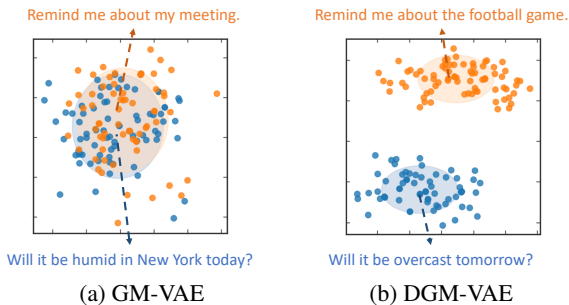 Remind me about my meeting.
Remind me about the football game.
Will it be humid in New York today?
Will it be overcast tomorrow?
(a) GM-VAE
(b) DGM-VAE